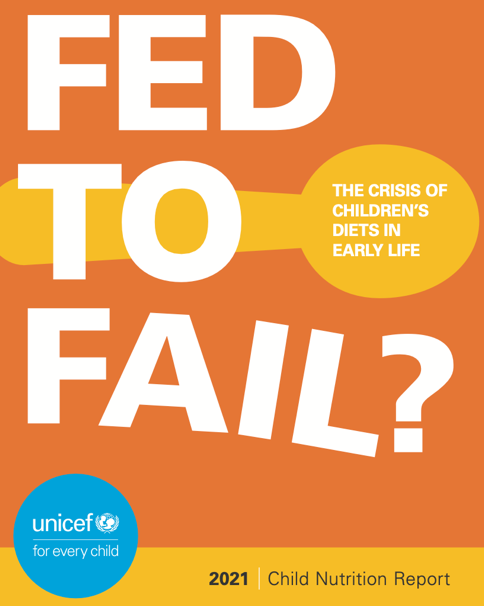 FED
TO
FAIL?
THE CRISIS OF
CHILDREN'S
DIETS IN
EARLY LIFE
unicef
for every child
2021 | Child Nutrition Report